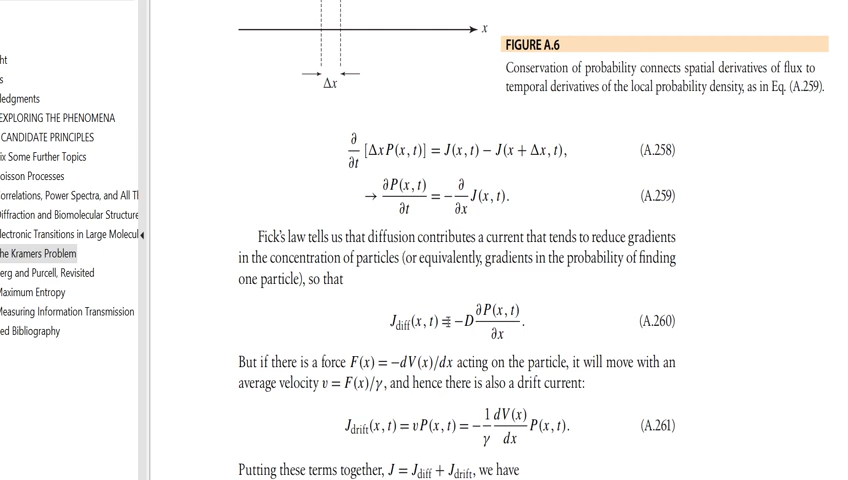 ht
s
ledgments
EXPLORING THE PHENOMENA
CANDIDATE PRINCIPLES
ix Some Further Topics
oisson Processes
orrelations, Power Spectra, and All Th
Diffraction and Biomolecular Structure
lectronic Transitions in Large Molecul
he Kramers Problem
erg and Purcell, Revisited
Maximum Entropy
Measuring Information Transmission
ed Bibliography
x
Δx
FIGURE A.6
Conservation of probability connects spatial derivatives of flux to
temporal derivatives of the local probability density, as in Eq. (A.259).
∂/∂t [ΔxP(x, t)] = J(x, t) − J(x + Δx, t), (A.258)
→ ∂P(x, t)/∂t = −∂/∂x J(x, t). (A.259)
Fick's law tells us that diffusion contributes a current that tends to reduce gradients
in the concentration of particles (or equivalently, gradients in the probability of finding
one particle), so that
J_diff(x, t) = −D ∂P(x, t)/∂x. (A.260)
But if there is a force F(x) = −dV(x)/dx acting on the particle, it will move with an
average velocity v = F(x)/γ, and hence there is also a drift current:
J_drift(x, t) = vP(x, t) = −1/γ dV(x)/dx P(x, t). (A.261)
Putting these terms together, J = J_diff + J_drift, we have